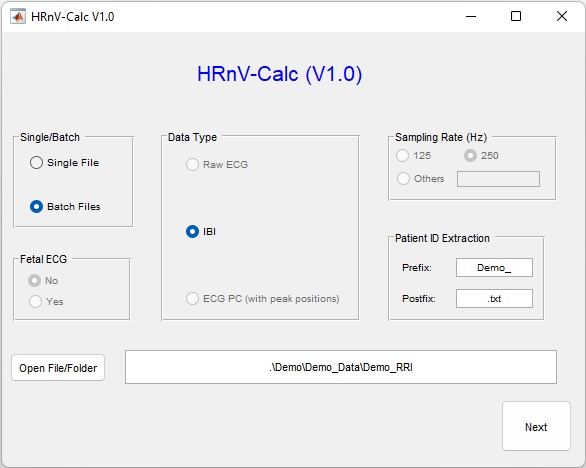 HRnV-Calc V1.0
HRnV-Calc (V1.0)
Single/Batch
Single File
Batch Files
Data Type
Raw ECG
IBI
ECG PC (with peak positions)
Sampling Rate (Hz)
125 250
Others
Fetal ECG
No
Yes
Patient ID Extraction
Prefix: Demo_
Postfix: .txt
Open File/Folder .\Demo\Demo_Data\Demo_RRI
Next